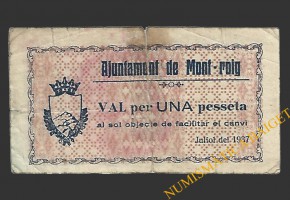 Ajuntament de Mont-roig
VAL per UNA pesseta
al sol objecte de facilitar el canvi
Juliol del 1937